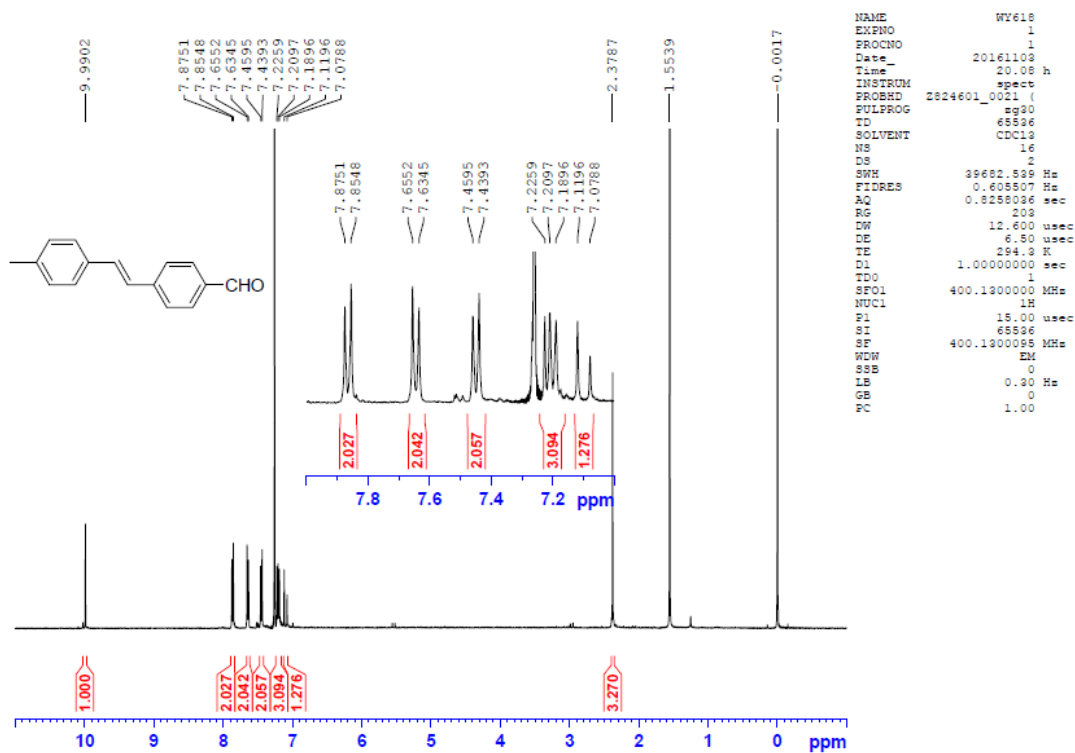 9.9902
7.8751
7.8548
7.6552
7.6345
7.4595
7.4393
7.2259
7.2097
7.1896
7.1196
7.0788
2.3787
1.5539
-0.0017
NAME WY618
EXPNO 1
PROCNO 1
Date_ 20161103
Time 20.08 h
INSTRUM spect
PROBHD Z824601_0021 (
PULPROG zg30
TD 65536
SOLVENT CDCl3
NS 16
DS 2
SWH 39682.539 Hz
FIDRES 0.605507 Hz
AQ 0.8258036 sec
RG 203
DW 12.600 usec
DE 6.50 usec
TE 294.3 K
D1 1.00000000 sec
TD0 1
SFO1 400.1300000 MHz
NUC1 1H
P1 15.00 usec
SI 65536
SF 400.1300095 MHz
WDW EM
SSB 0
LB 0.30 Hz
GB 0
PC 1.00
7.8751
7.8548
7.6552
7.6345
7.4595
7.4393
7.2259
7.2097
7.1896
7.1196
7.0788
CHO
2.027
2.042
2.057
3.094
1.276
7.8 7.6 7.4 7.2 ppm
1.000
2.027
2.042
2.057
3.094
1.276
3.270
10 9 8 7 6 5 4 3 2 1 0 ppm